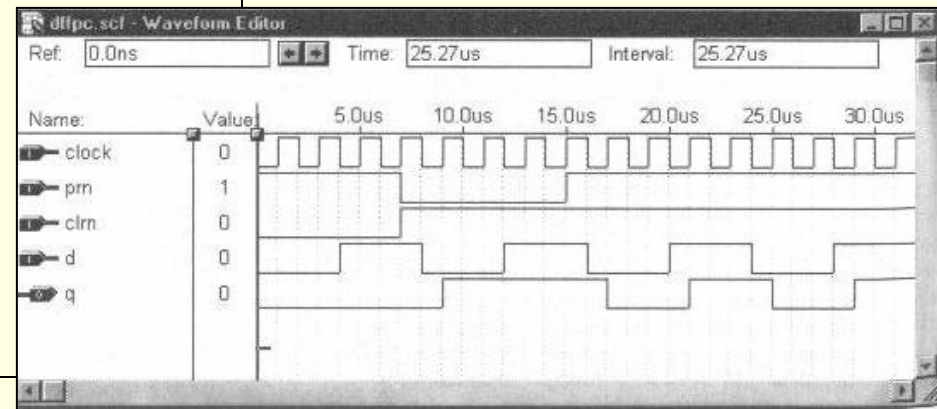 dffpc.scf - Waveform Editor
Ref: 0.0ns Time: 25.27us Interval: 25.27us
Name: Value: 5.0us 10.0us 15.0us 20.0us 25.0us 30.0us
clock 0
prn 1
clrn 0
d 0
q 0